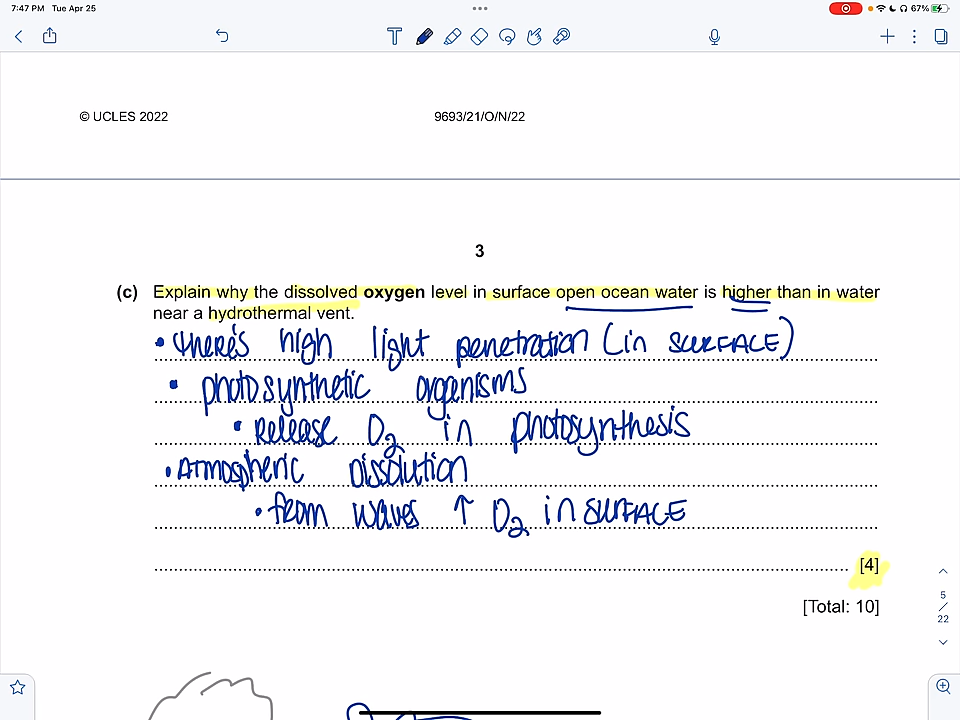 7:47 PM Tue Apr 25
67%
© UCLES 2022 9693/21/O/N/22
3
(c) Explain why the dissolved oxygen level in surface open ocean water is higher than in water
near a hydrothermal vent.
• there's high light penetration (in SURFACE)
• photosynthetic organisms
• Release O₂ in photosynthesis
• Atmospheric dissolution
• from waves ↑ O₂ in SURFACE
[4]
[Total: 10]
5
/
22